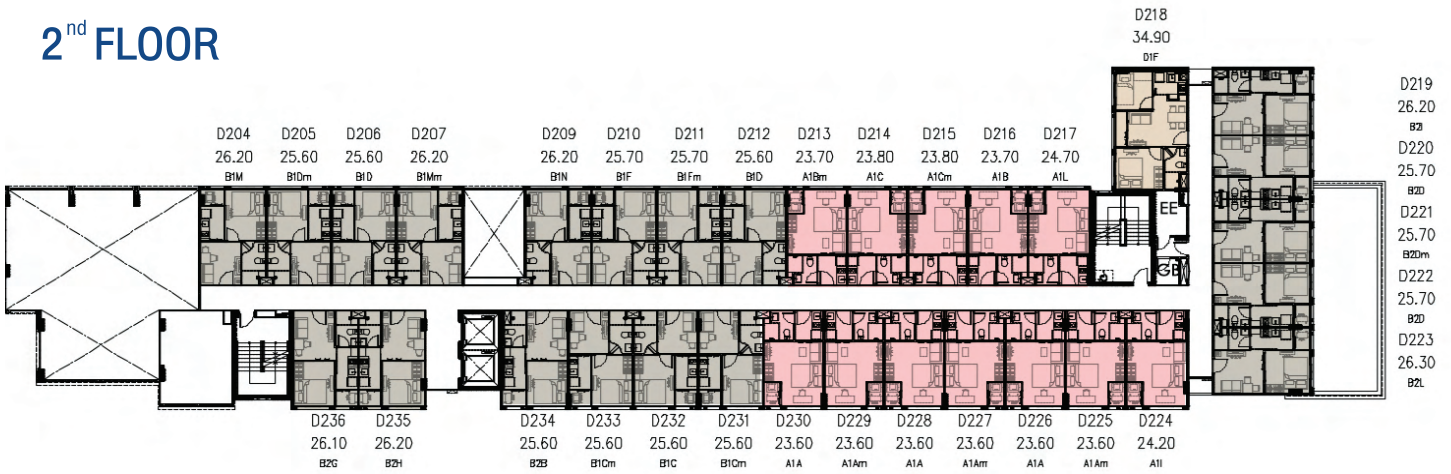 2nd FLOOR
D218
34.90
D1F
D204 D205 D206 D207 D209 D210 D211 D212 D213 D214 D215 D216 D217
26.20 25.60 25.60 26.20 26.20 25.70 25.70 25.60 23.70 23.80 23.80 23.70 24.70
B1M B1Dm B1D B1Mm B1N B1F B1Fm B1D A1Bm A1C A1Cm A1B A1L
D219
26.20
B2I
D220
25.70
B2D
D221
25.70
B2Dm
D222
25.70
B2D
D223
26.30
B2L
EE
GB
D236 D235 D234 D233 D232 D231 D230 D229 D228 D227 D226 D225 D224
26.10 26.20 25.60 25.60 25.60 25.60 23.60 23.60 23.60 23.60 23.60 23.60 24.20
B2G B2H B2B B1Cm B1C B1Cm A1A A1Am A1A A1Am A1A A1Am A1I